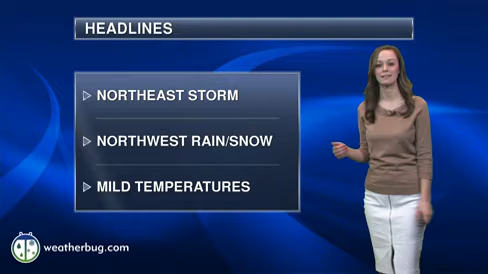 HEADLINES
NORTHEAST STORM
NORTHWEST RAIN/SNOW
MILD TEMPERATURES
weatherbug.com